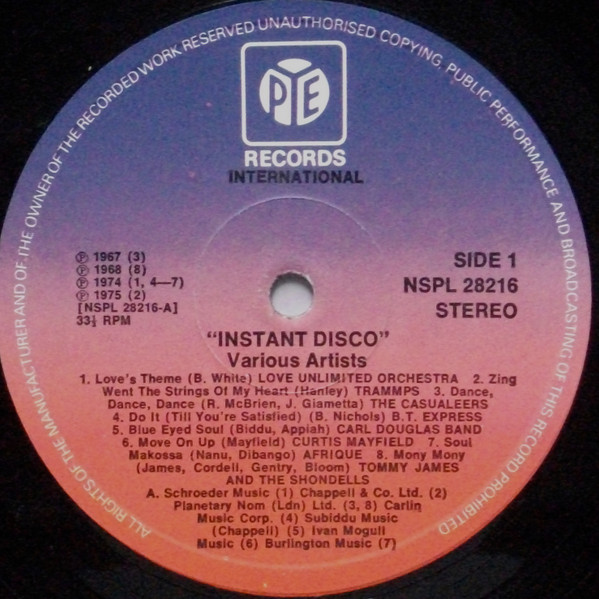 ALL RIGHTS OF THE MANUFACTURER AND OF THE OWNER OF THE RECORDED WORK RESERVED UNAUTHORISED COPYING, PUBLIC PERFORMANCE AND BROADCASTING OF THIS RECORD PROHIBITED
PYE
RECORDS
INTERNATIONAL
℗ 1967 (3)
℗ 1968 (8)
℗ 1974 (1, 4—7)
℗ 1975 (2)
[NSPL 28216-A]
33⅓ RPM
SIDE 1
NSPL 28216
STEREO
“INSTANT DISCO”
Various Artists
1. Love's Theme (B. White) LOVE UNLIMITED ORCHESTRA 2. Zing
Went The Strings Of My Heart (Hanley) TRAMMPS 3. Dance,
Dance, Dance (R. McBrien, J. Giametta) THE CASUALEERS
4. Do It (Till You're Satisfied) (B. Nichols) B.T. EXPRESS
5. Blue Eyed Soul (Biddu, Appiah) CARL DOUGLAS BAND
6. Move On Up (Mayfield) CURTIS MAYFIELD 7. Soul
Makossa (Nanu, Dibango) AFRIQUE 8. Mony Mony
(James, Cordell, Gentry, Bloom) TOMMY JAMES
AND THE SHONDELLS
A. Schroeder Music (1) Chappell & Co. Ltd. (2)
Planetary Nom (Ldn) Ltd. (3, 8) Carlin
Music Corp. (4) Subiddu Music
(Chappell) (5) Ivan Mogull
Music (6) Burlington Music (7)